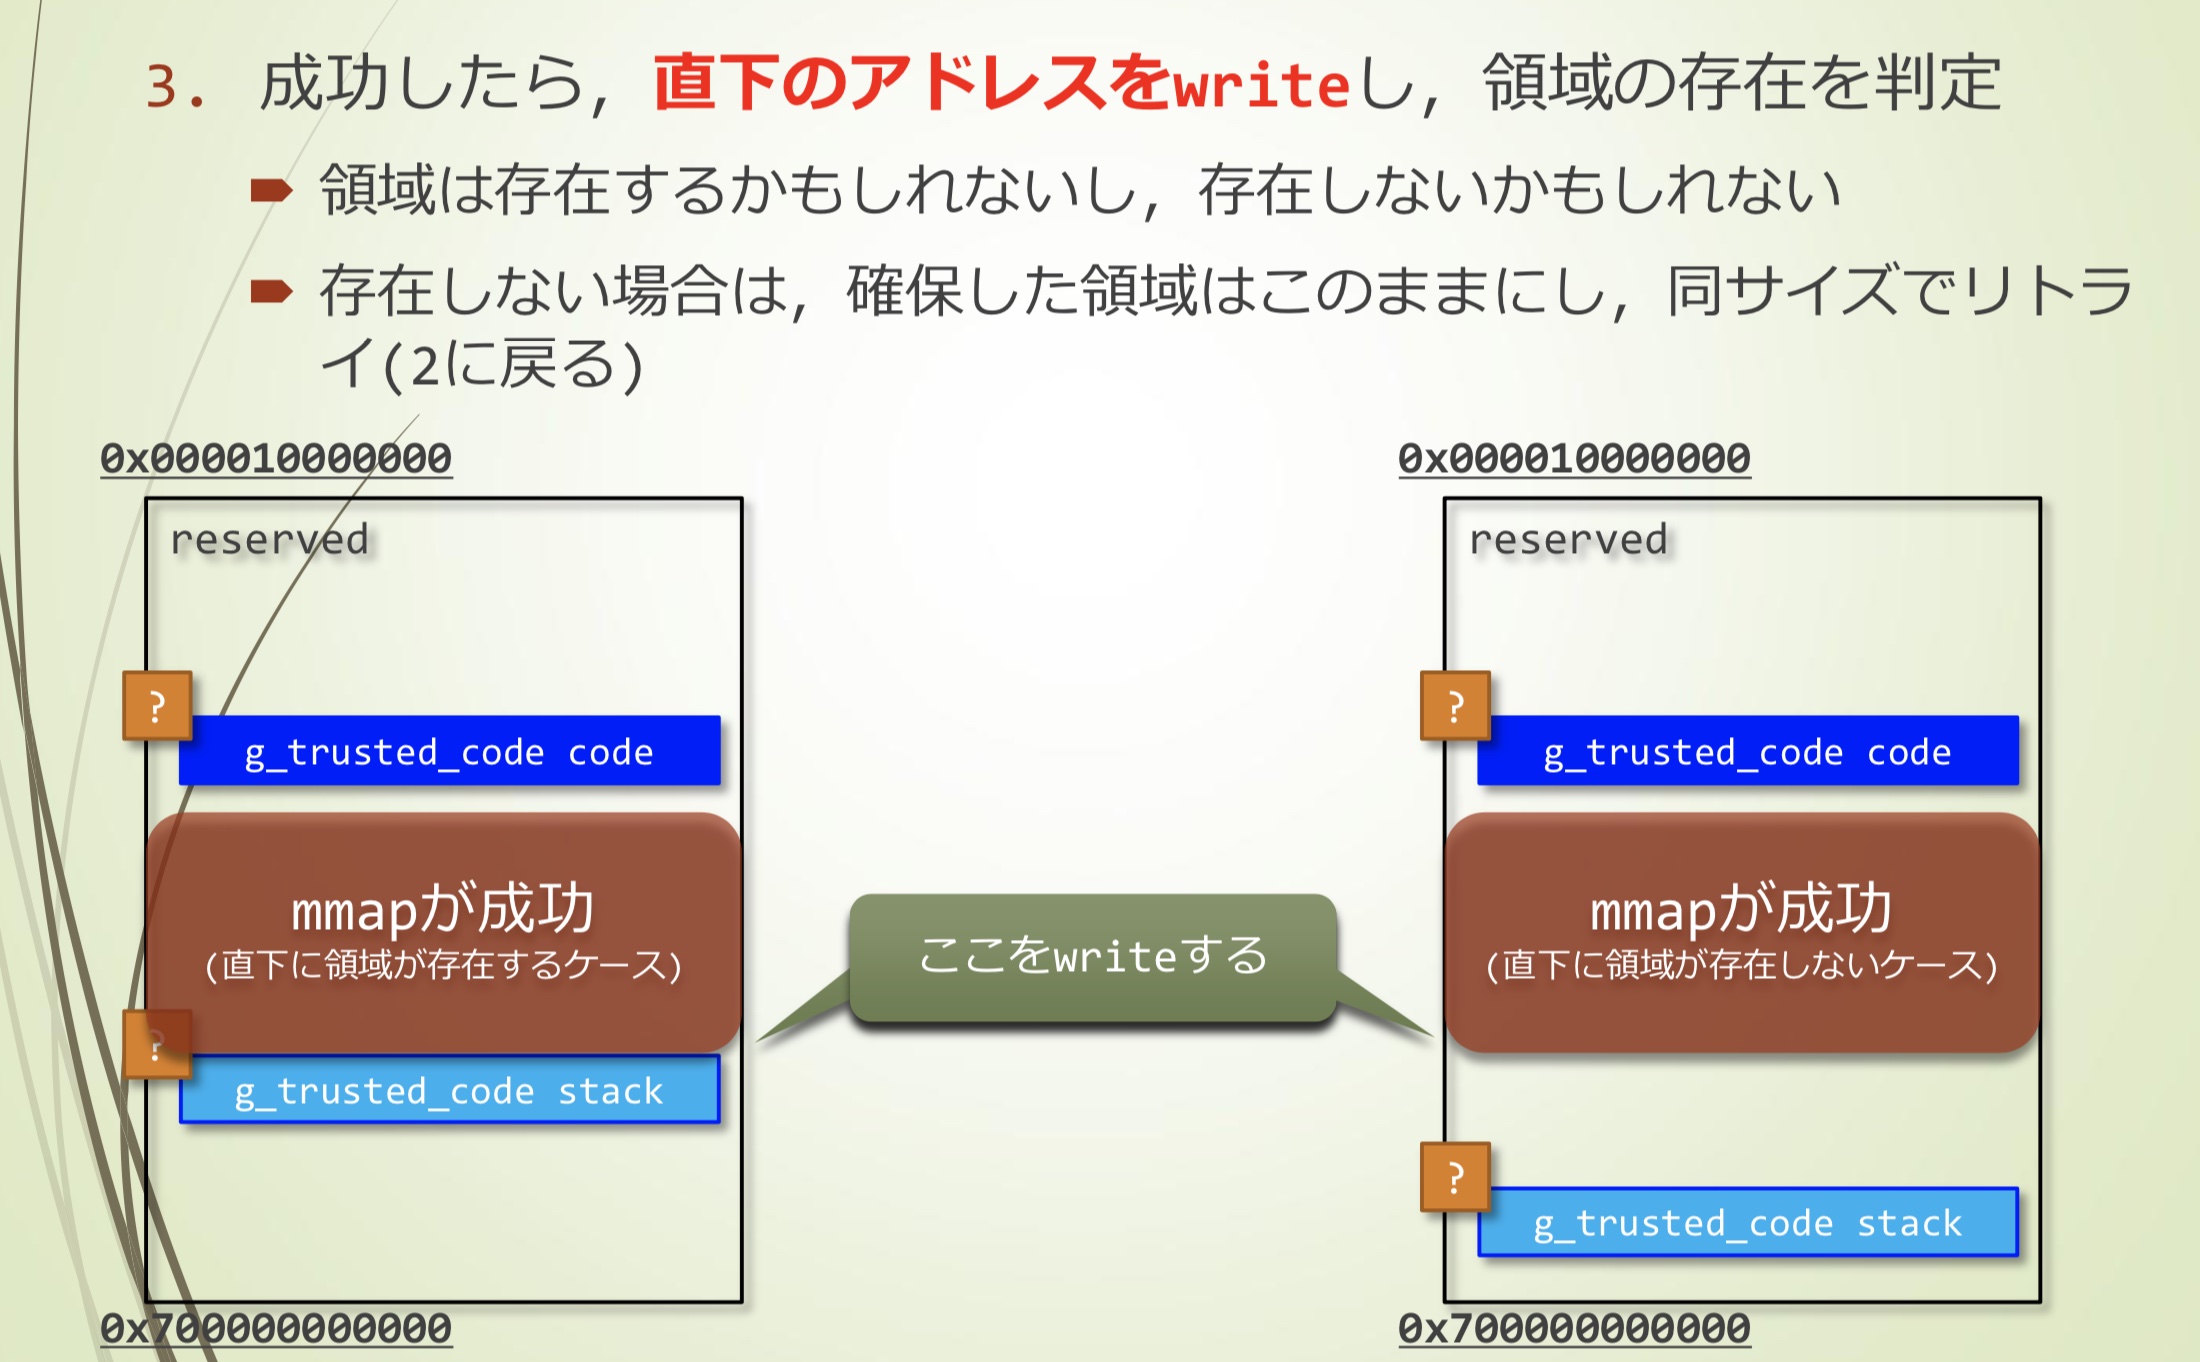 3. 成功したら，直下のアドレスをwriteし，領域の存在を判定
領域は存在するかもしれないし，存在しないかもしれない
存在しない場合は，確保した領域はこのままにし，同サイズでリトラ
イ(2に戻る)
0x000010000000
reserved
?
g_trusted_code code
mmapが成功
(直下に領域が存在するケース)
?
g_trusted_code stack
0x700000000000
ここをwriteする
0x000010000000
reserved
?
g_trusted_code code
mmapが成功
(直下に領域が存在しないケース)
?
g_trusted_code stack
0x700000000000